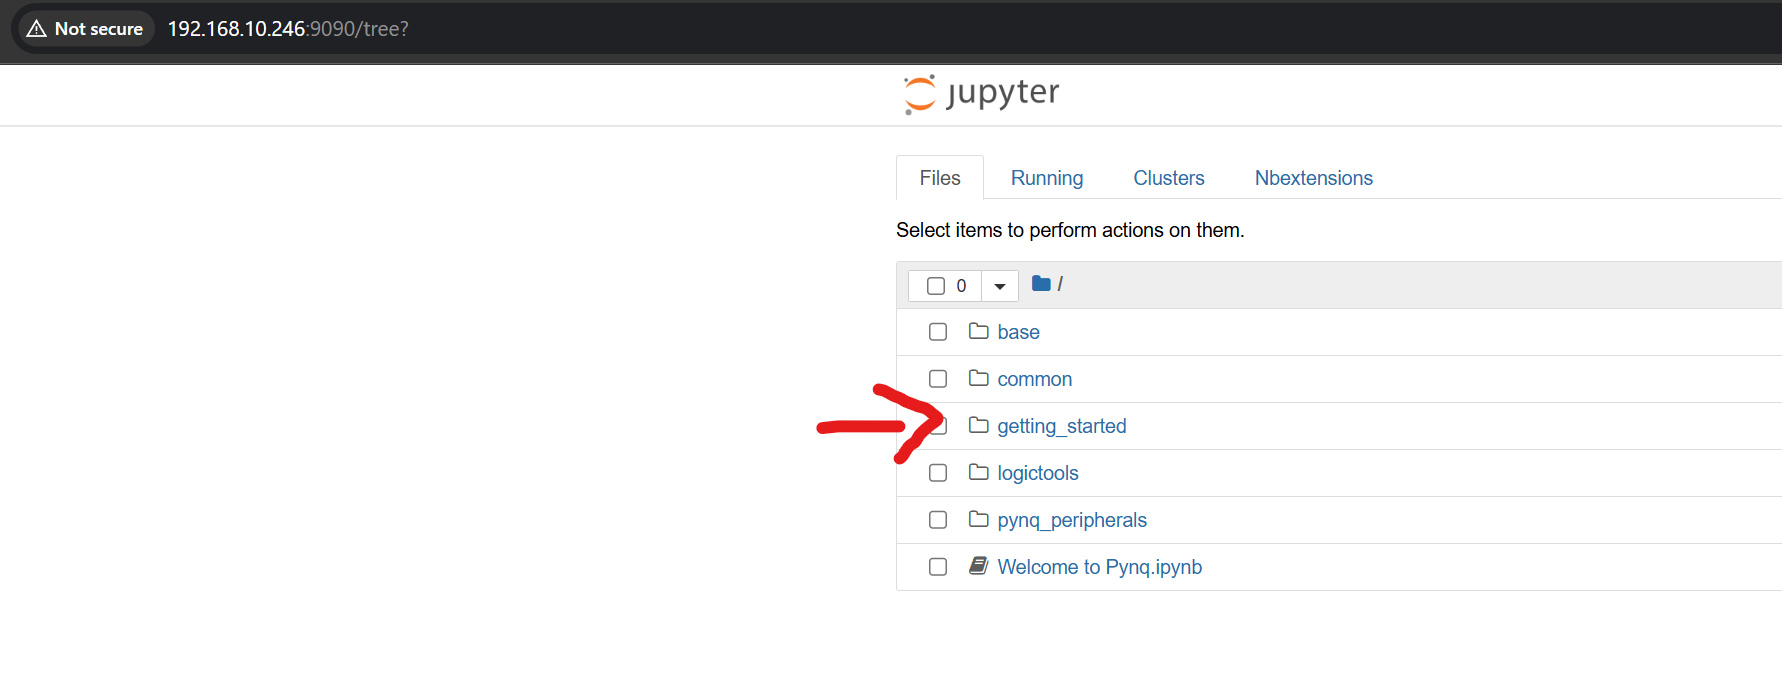 Not secure 192.168.10.246:9090/tree?
jupyter
Files Running Clusters Nbextensions
Select items to perform actions on them.
0 /
base
common
getting_started
logictools
pynq_peripherals
Welcome to Pynq.ipynb